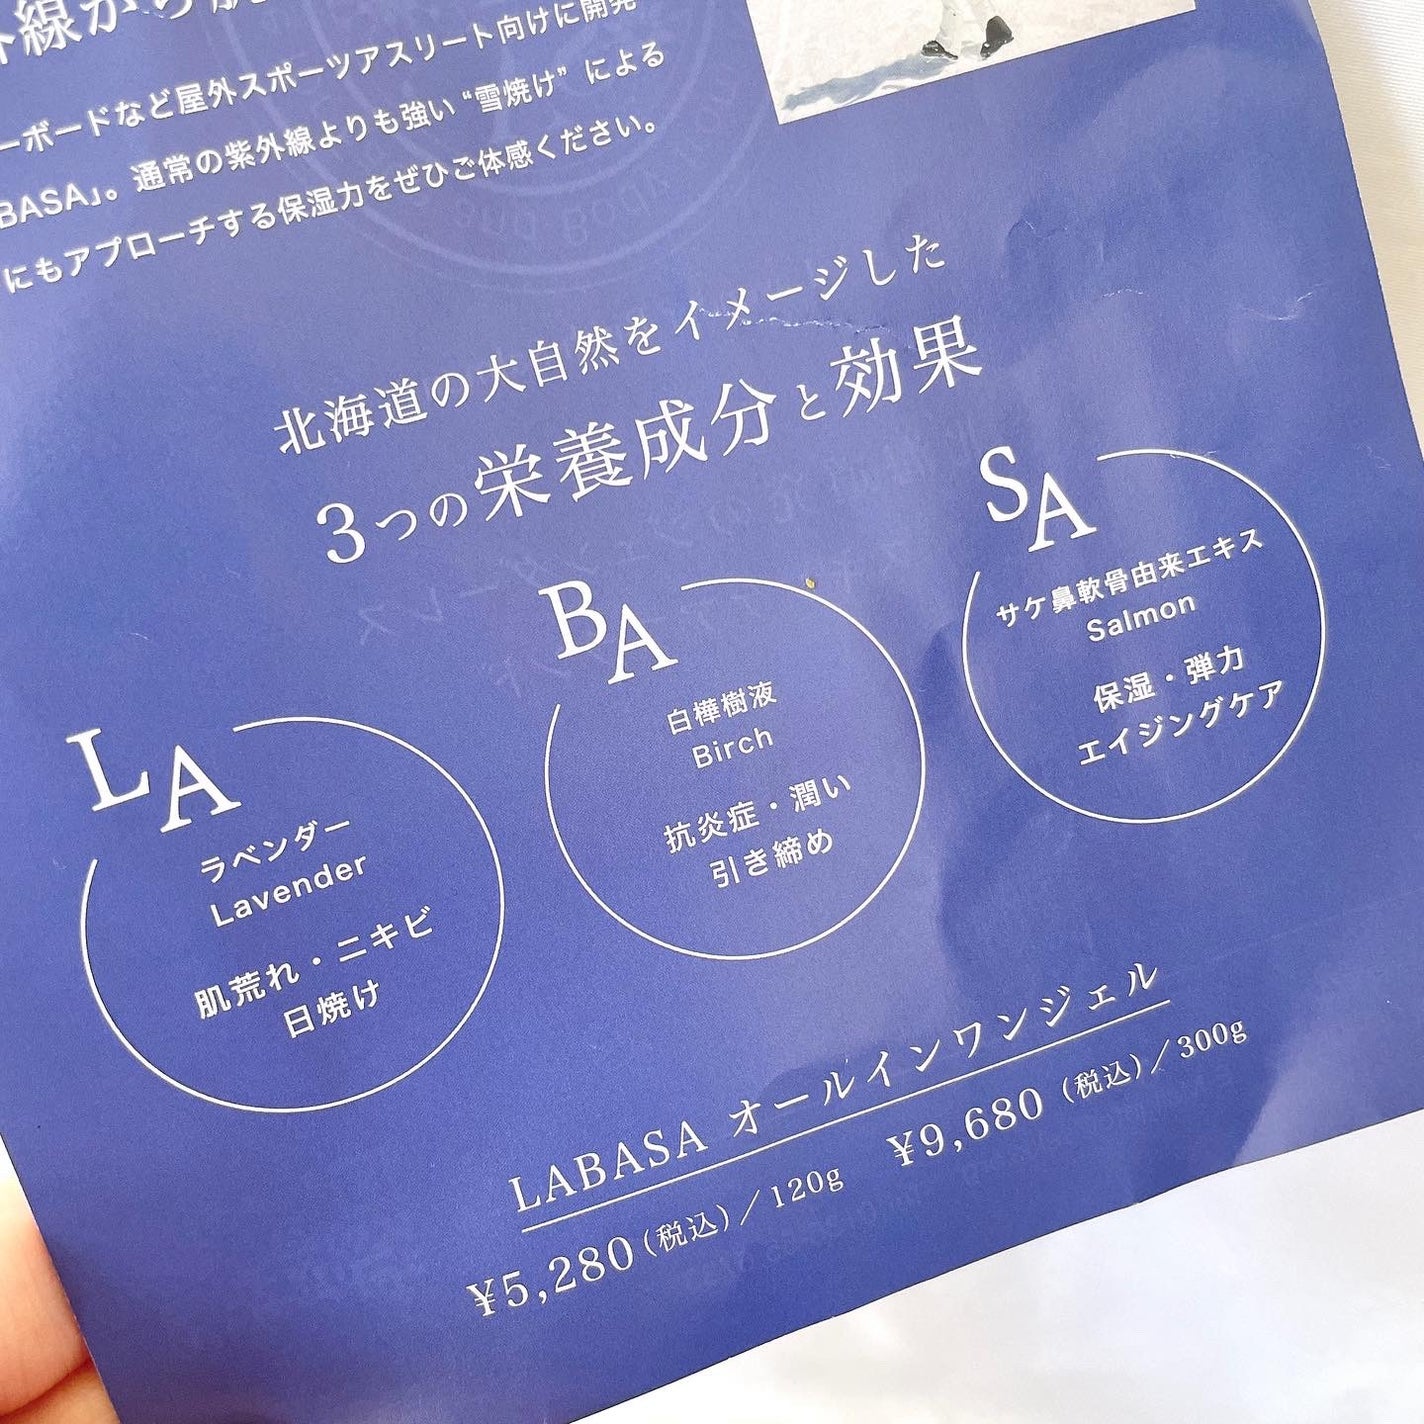 線から肌
ーボードなど屋外スポーツアスリート向けに開発
BASA」。通常の紫外線よりも強い“雪焼け” による
にもアプローチする保湿力をぜひご体感ください。
北海道の大自然をイメージした
3つの栄養成分と効果
LA
ラベンダー
Lavender
肌荒れ・ニキビ
日焼け
BA
白樺樹液
Birch
抗炎症・潤い
引き締め
SA
サケ鼻軟骨由来エキス
Salmon
保湿・弾力
エイジングケア
LABASA オールインワンジェル
¥5,280(税込)/120g ¥9,680 (税込)/300g